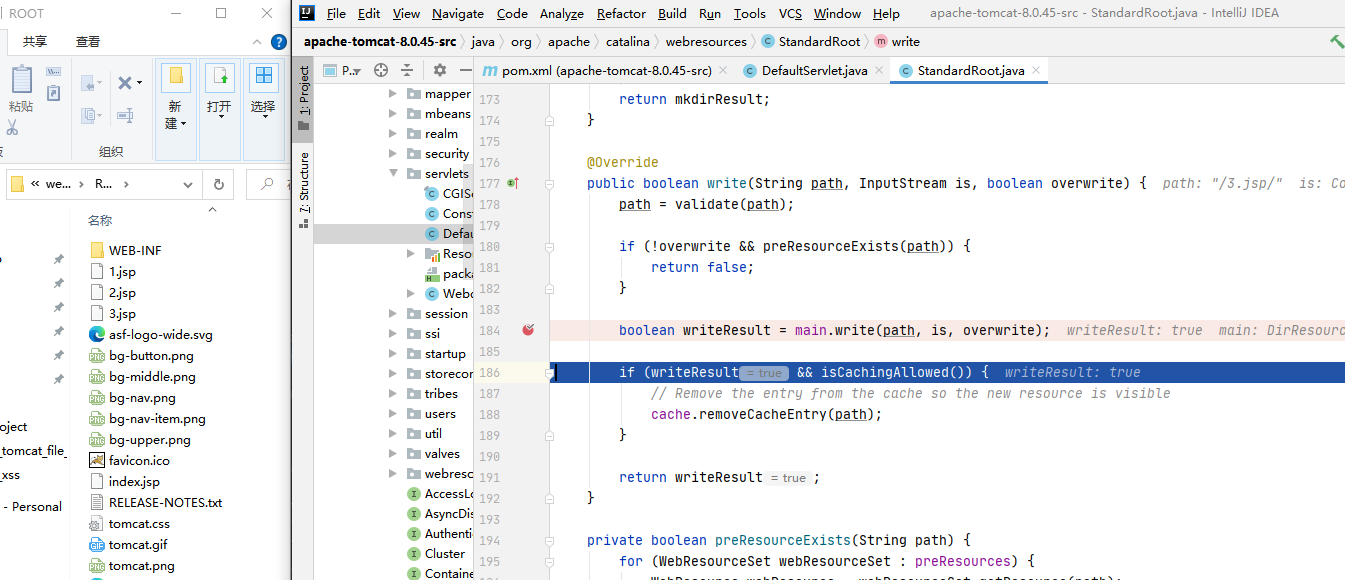 ROOT
共享 查看
粘贴
新建
打开
选择
组织
« we... › R... ›
名称
WEB-INF
1.jsp
2.jsp
3.jsp
asf-logo-wide.svg
bg-button.png
bg-middle.png
bg-nav.png
bg-nav-item.png
bg-upper.png
favicon.ico
index.jsp
RELEASE-NOTES.txt
tomcat.css
tomcat.gif
tomcat.png
oject
_tomcat_file_
_xss
- Personal
File Edit View Navigate Code Analyze Refactor Build Run Tools VCS Window Help apache-tomcat-8.0.45-src - StandardRoot.java - IntelliJ IDEA
apache-tomcat-8.0.45-src › java › org › apache › catalina › webresources › StandardRoot › write
1: Project
7: Structure
P...
pom.xml (apache-tomcat-8.0.45-src) DefaultServlet.java StandardRoot.java
mapper
mbeans
realm
security
servlets
CGISe
Const
Defau
Resou
packa
Webd
session
ssi
startup
storecon
tribes
users
util
valves
webreso
AccessLo
AsyncDis
Authenti
Cluster
Containe
173 return mkdirResult;
174 }
175
176 @Override
177 public boolean write(String path, InputStream is, boolean overwrite) { path: "/3.jsp/" is: Co
178 path = validate(path);
179
180 if (!overwrite && preResourceExists(path)) {
181 return false;
182 }
183
184 boolean writeResult = main.write(path, is, overwrite); writeResult: true main: DirResourc
185
186 if (writeResult = true && isCachingAllowed()) { writeResult: true
187 // Remove the entry from the cache so the new resource is visible
188 cache.removeCacheEntry(path);
189 }
190
191 return writeResult = true ;
192 }
193
194 private boolean preResourceExists(String path) {
195 for (WebResourceSet webResourceSet : preResources) {